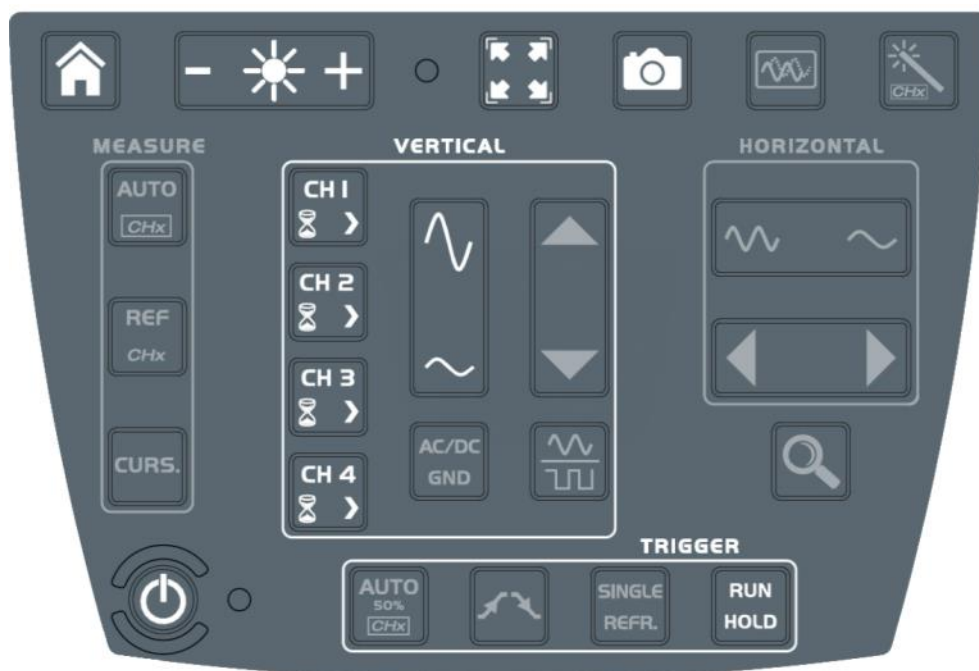 - +
CHx
MEASURE
VERTICAL
HORIZONTAL
AUTO
CHx
REF
CHx
CURS.
CH 1
CH 2
CH 3
CH 4
AC/DC
GND
TRIGGER
AUTO
50%
CHx
SINGLE
REFR.
RUN
HOLD